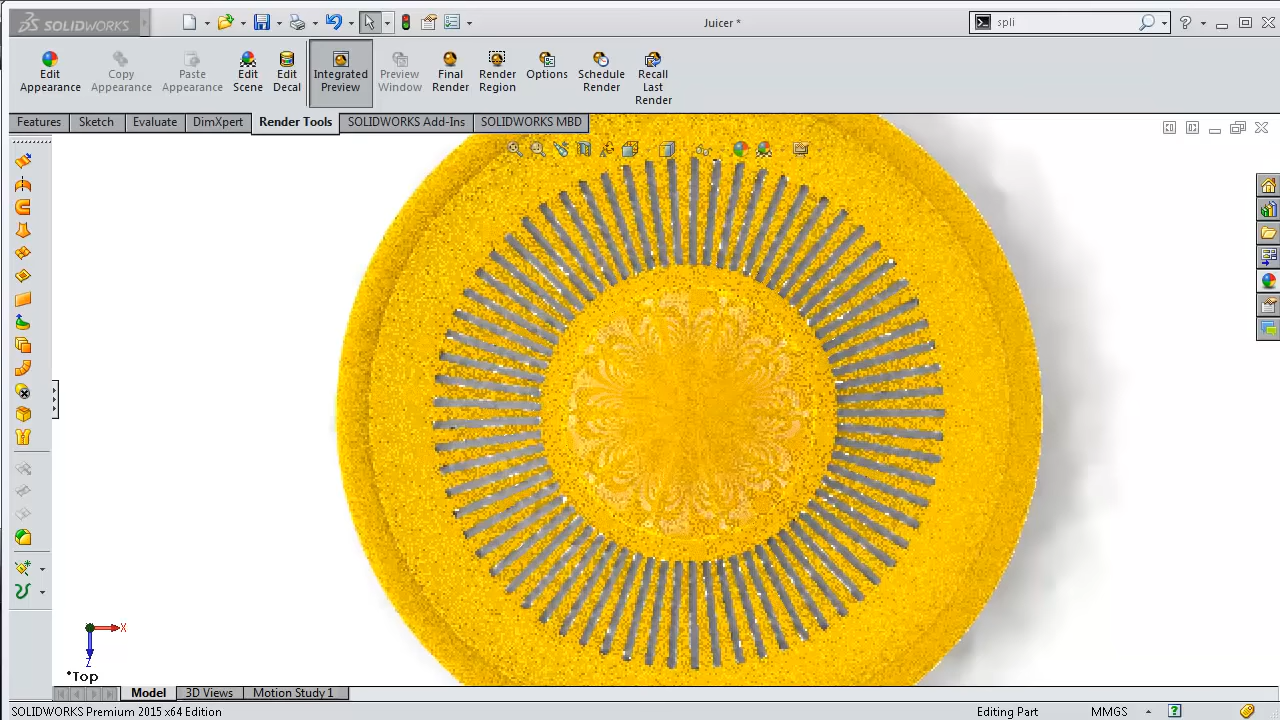 SOLIDWORKS
Juicer *
spli
Edit Appearance
Copy Appearance
Paste Appearance
Edit Scene
Edit Decal
Integrated Preview
Preview Window
Final Render
Render Region
Options
Schedule Render
Recall Last Render
Features
Sketch
Evaluate
DimXpert
Render Tools
SOLIDWORKS Add-Ins
SOLIDWORKS MBD
X
Z
*Top
Model
3D Views
Motion Study 1
SOLIDWORKS Premium 2015 x64 Edition
Editing Part
MMGS